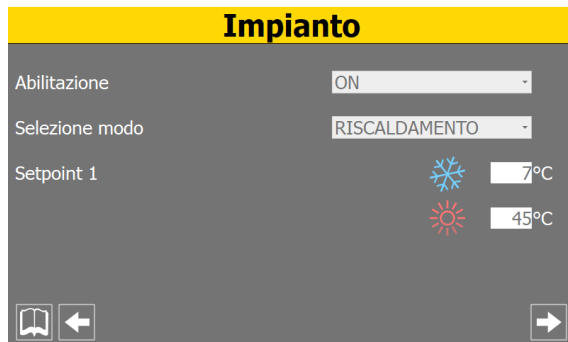 Impianto
Abilitazione ON
Selezione modo RISCALDAMENTO
Setpoint 1 7°C
45°C